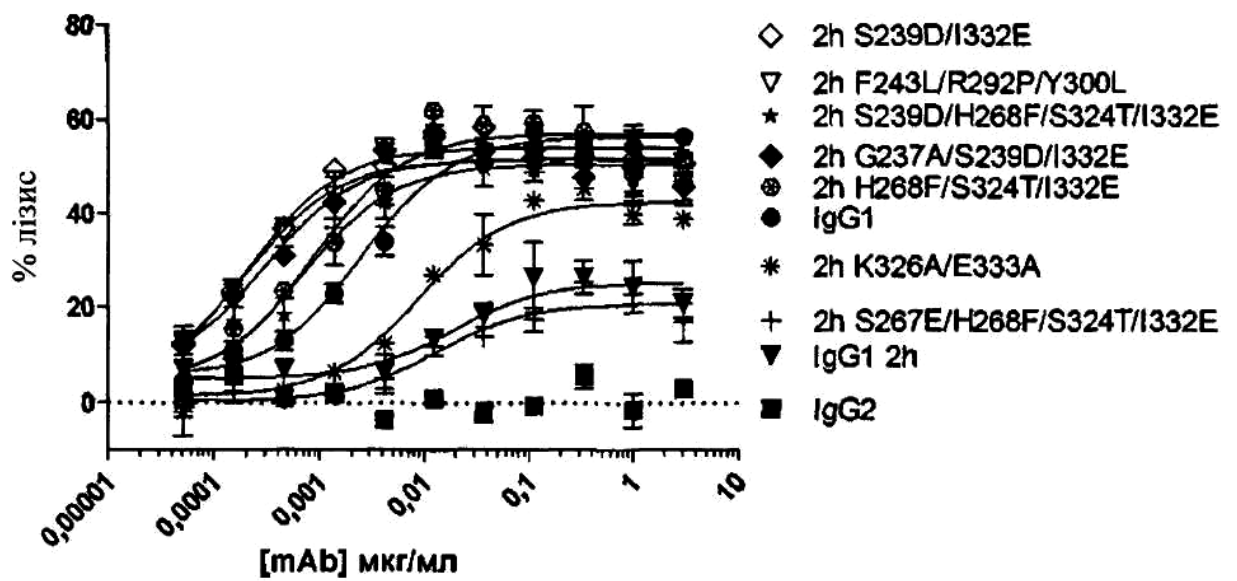 80
60
40
20
0
% лізис
0,00001
0,0001
0,001
0,01
0,1
1
10
[mAb] мкг/мл
2h S239D/I332E
2h F243L/R292P/Y300L
2h S239D/H268F/S324T/I332E
2h G237A/S239D/I332E
2h H268F/S324T/I332E
IgG1
2h K326A/E333A
2h S267E/H268F/S324T/I332E
IgG1 2h
IgG2